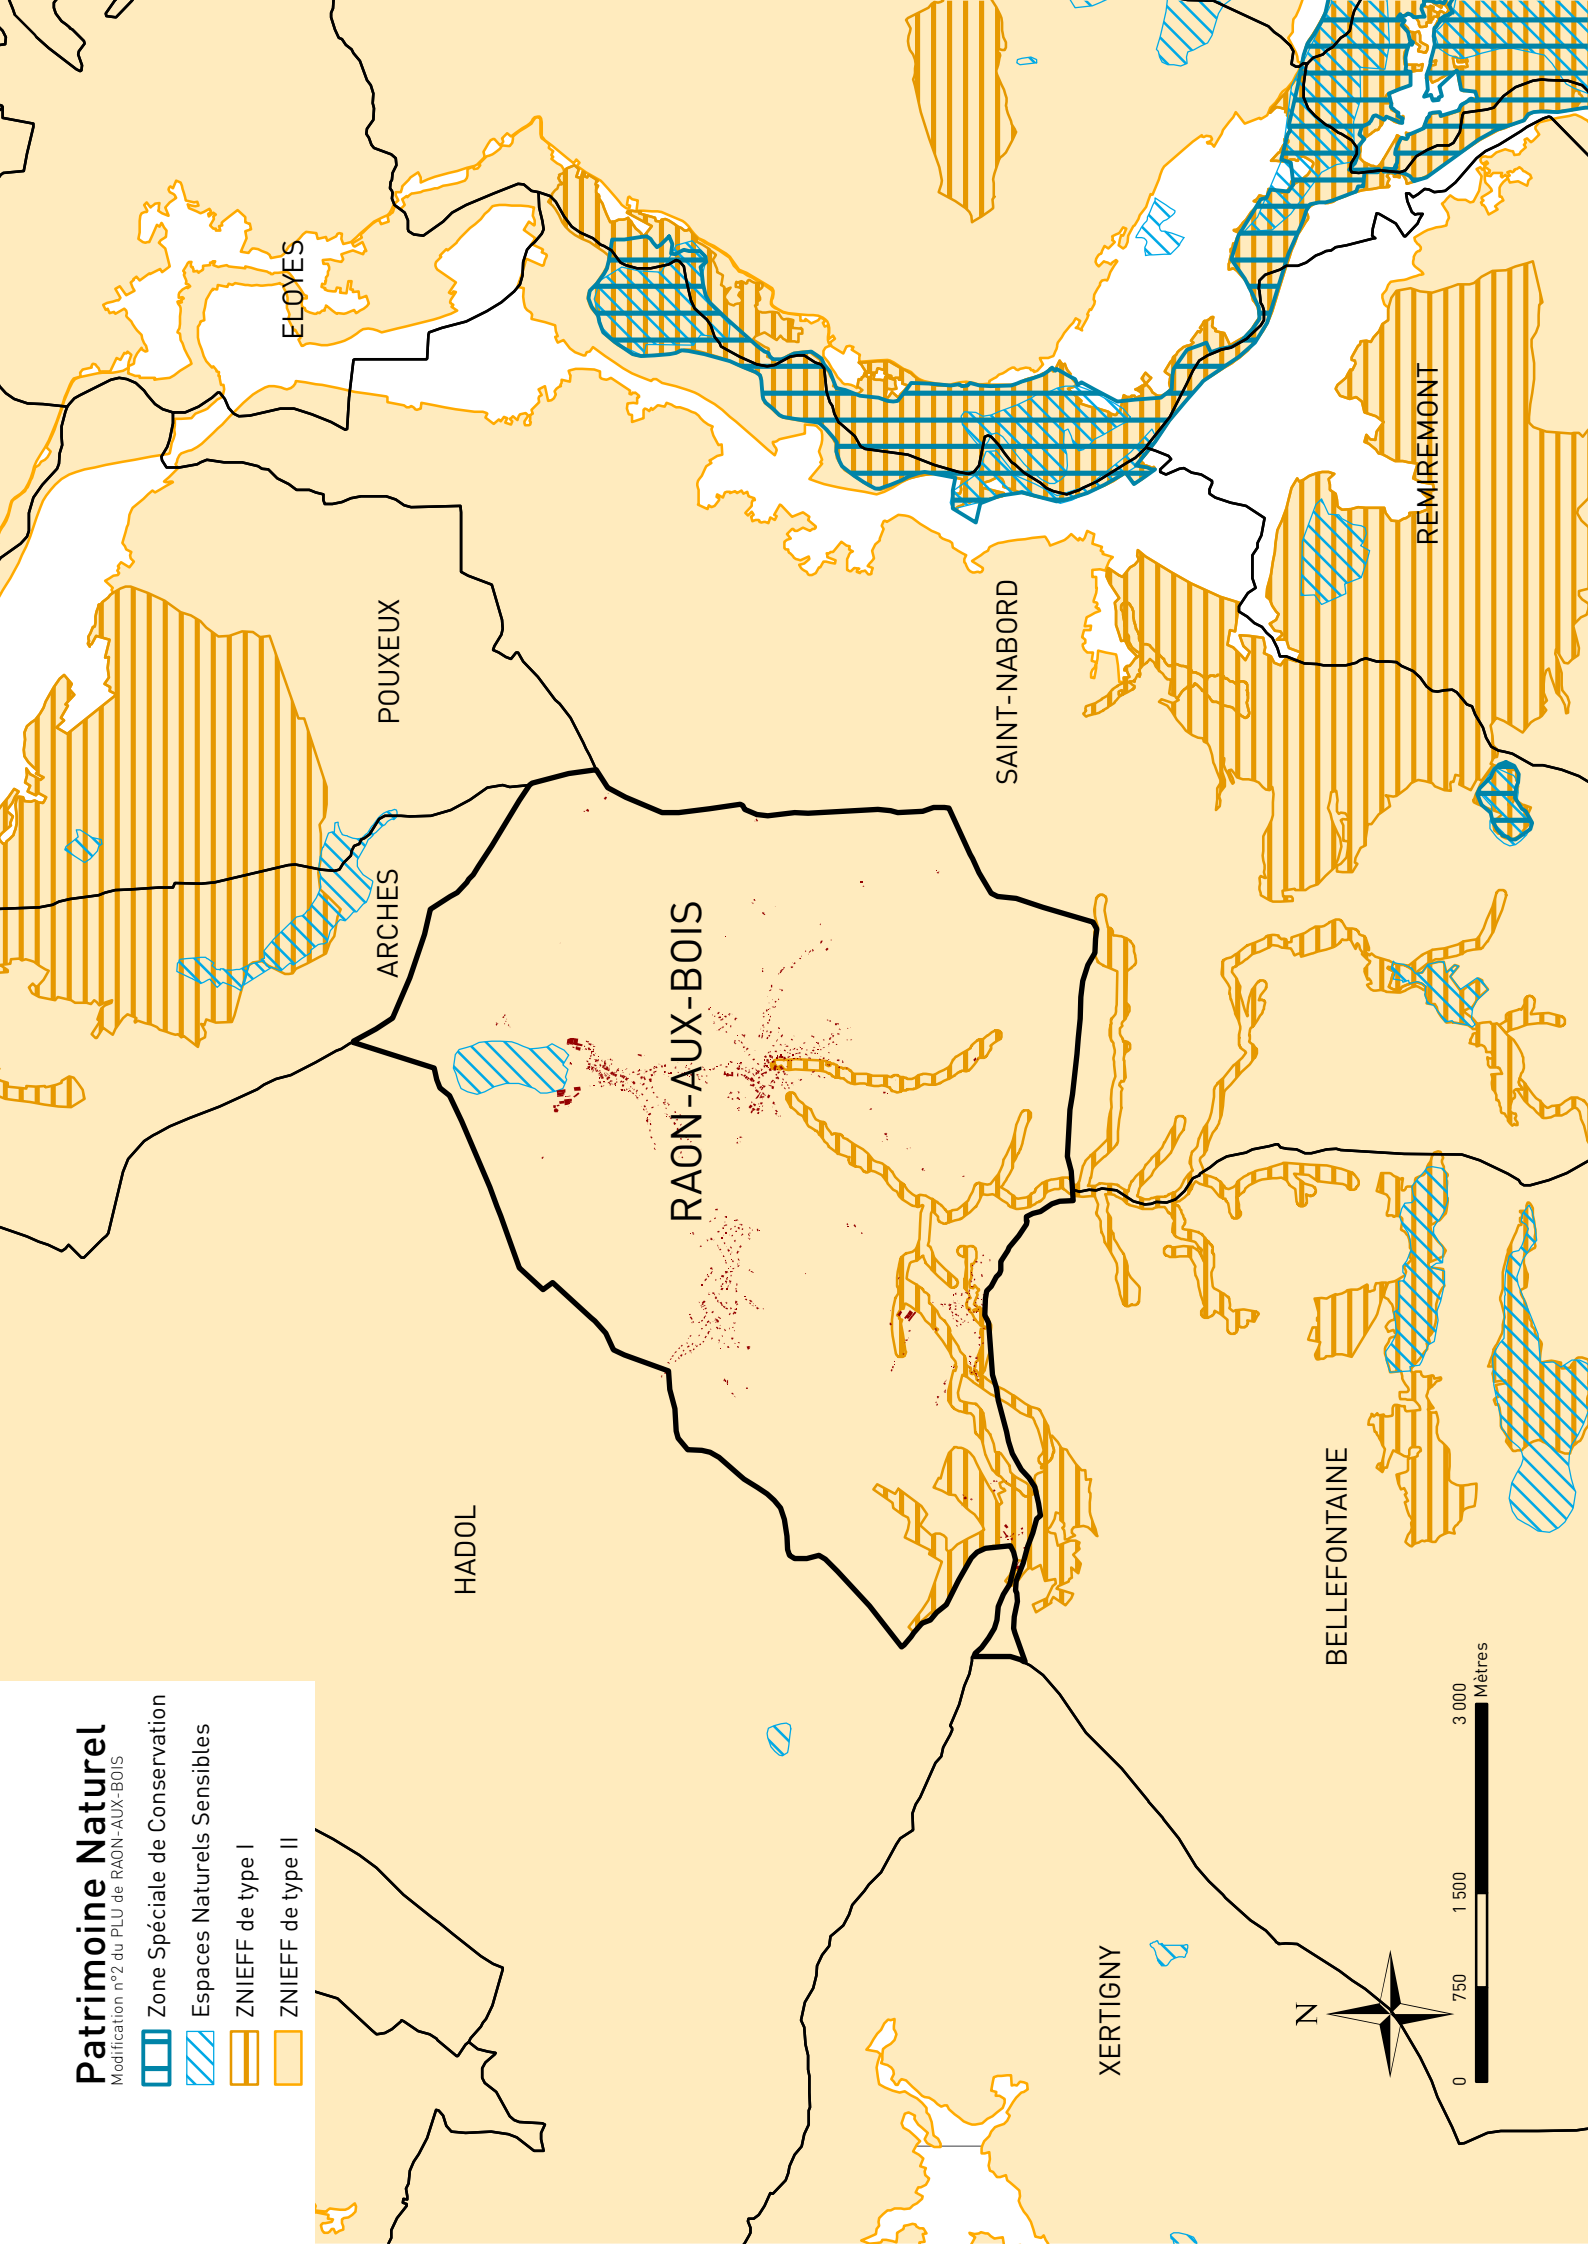 Patrimoine Naturel
Modification n°2 du PLU de RAON-AUX-BOIS
Zone Spéciale de Conservation
Espaces Naturels Sensibles
ZNIEFF de type I
ZNIEFF de type II
ELOYES
POUXEUX
ARCHES
HADOL
RAON-AUX-BOIS
SAINT-NABORD
REMIREMONT
XERTIGNY
BELLEFONTAINE
N
0 750 1 500 3 000
Mètres